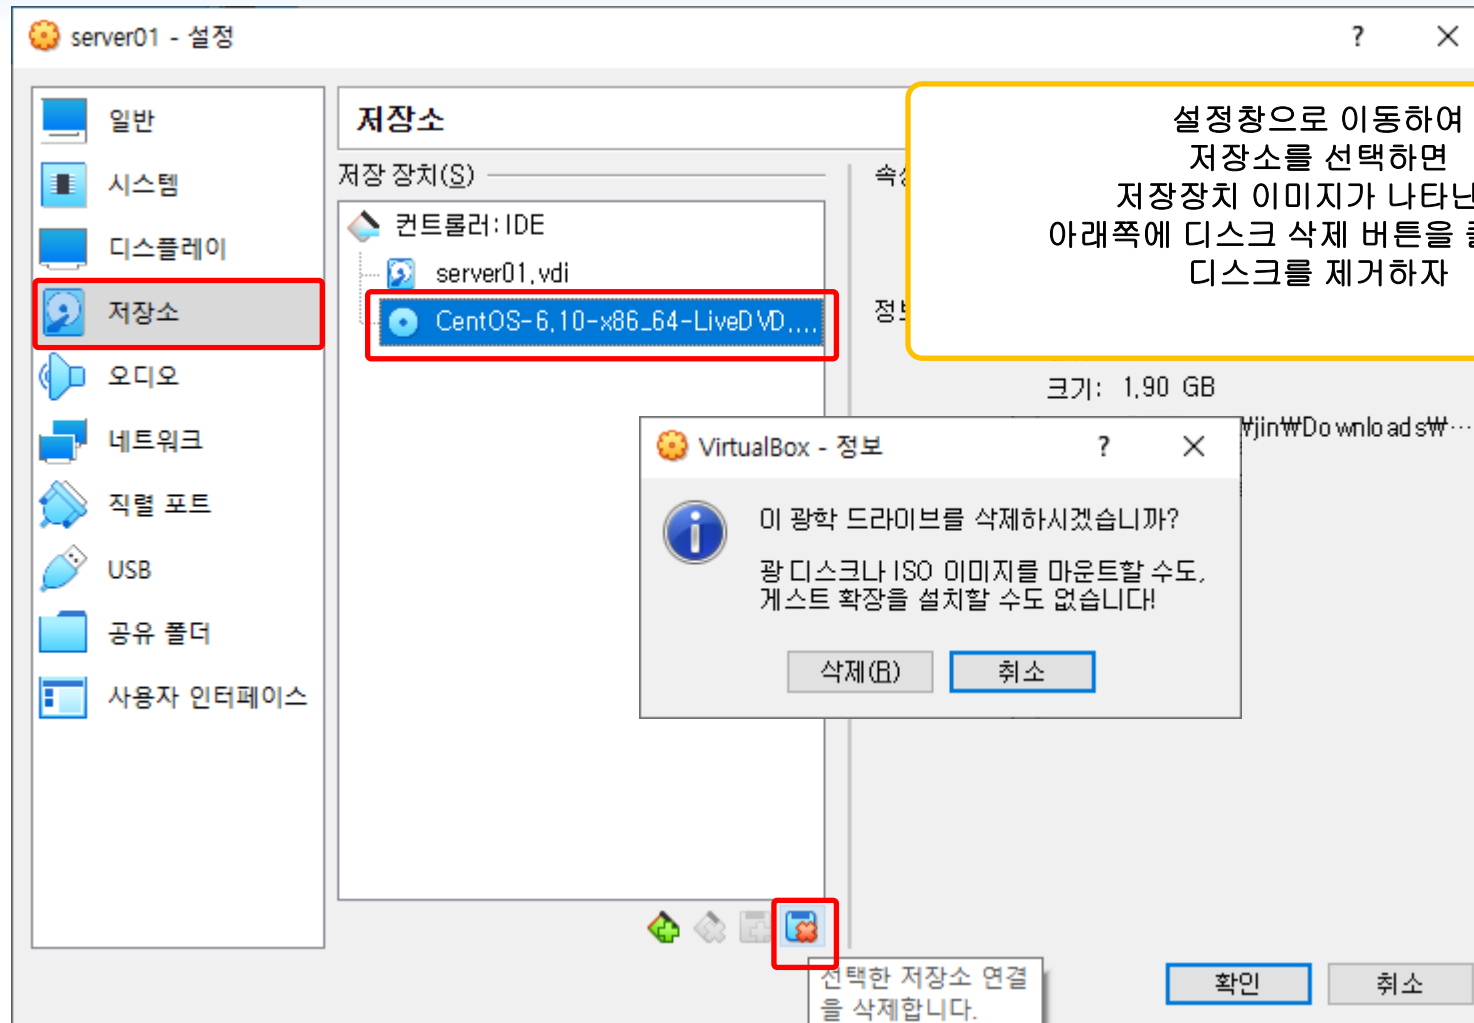 server01 - 설정
?
일반
시스템
디스플레이
저장소
오디오
네트워크
직렬 포트
USB
공유 폴더
사용자 인터페이스
저장소
저장 장치(S)
컨트롤러: IDE
server01.vdi
CentOS-6.10-x86_64-LiveDVD....
설정창으로 이동하여
저장소를 선택하면
저장장치 이미지가
아래쪽에 디스크 삭제 버튼을
디스크를 제거하자
크기: 1.90 GB
₩jin₩Downloads₩…
VirtualBox - 정보
?
이 광학 드라이브를 삭제하시겠습니까?
광 디스크나 ISO 이미지를 마운트할 수도,
게스트 확장을 설치할 수도 없습니다!
삭제(R)
취소
선택한 저장소 연결
을 삭제합니다.
확인
취소